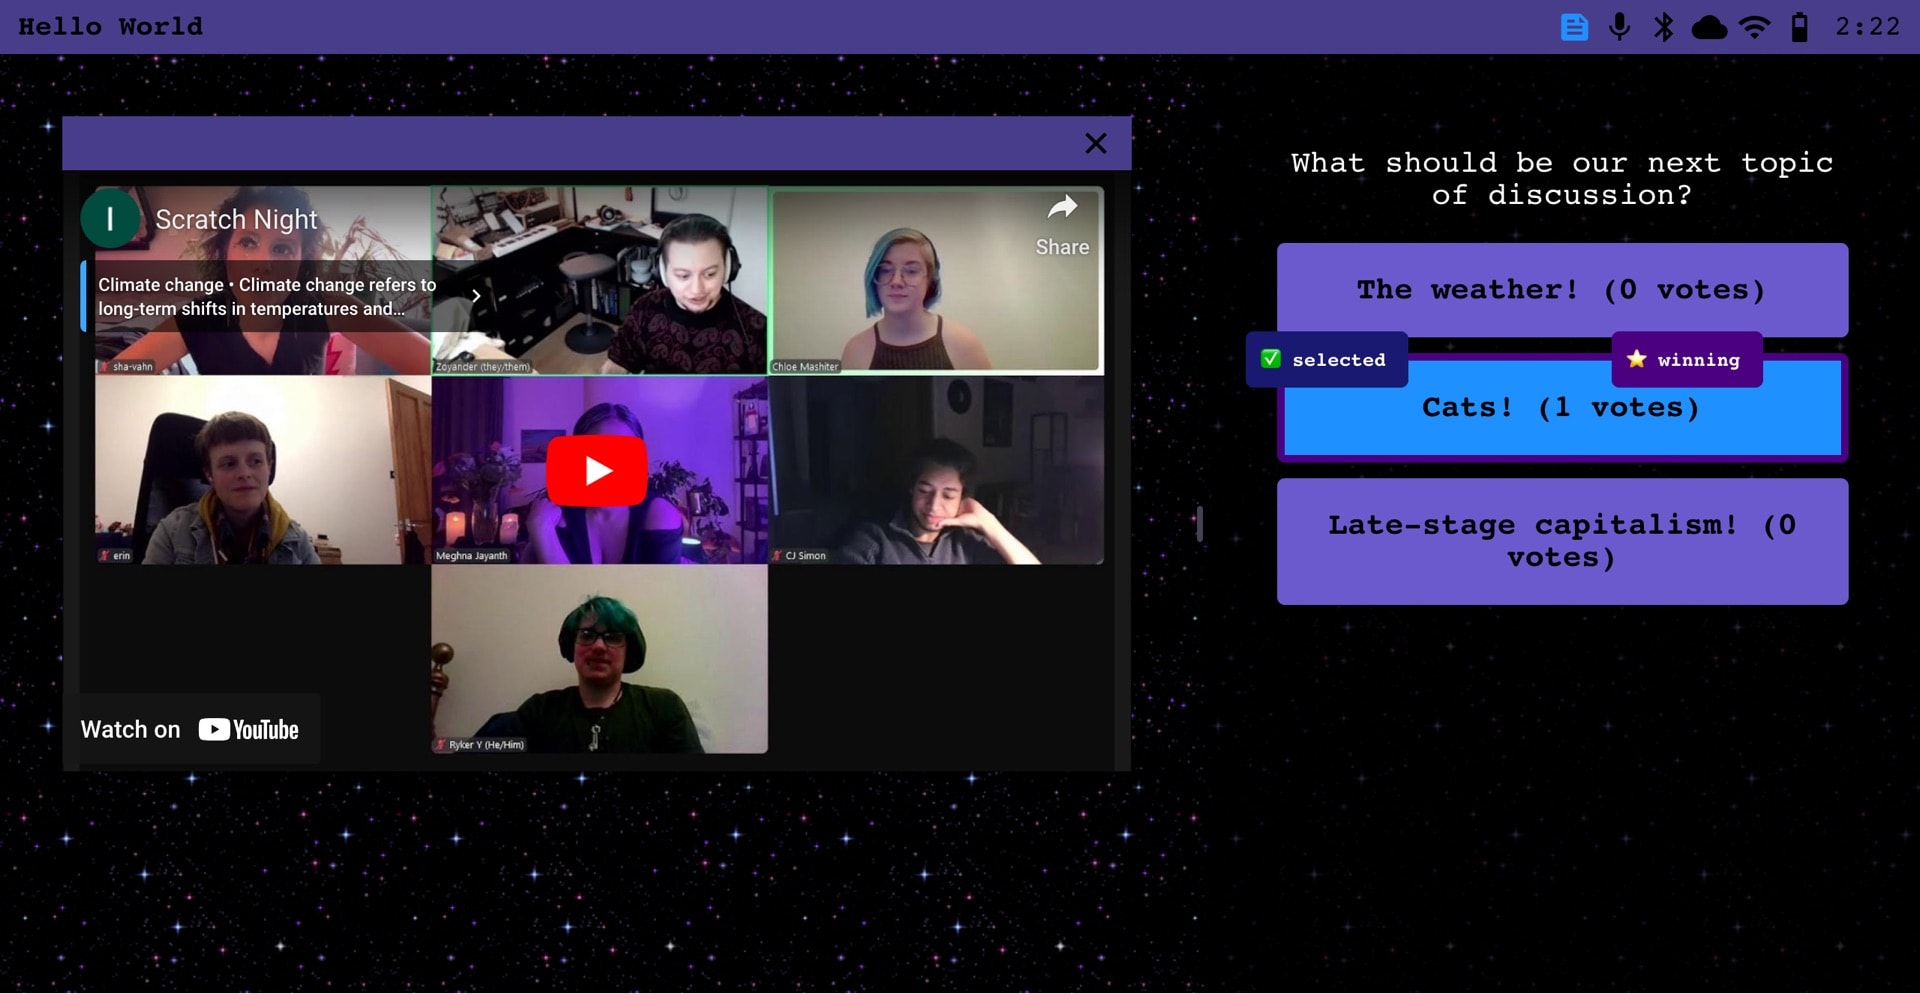 Hello World
2:22
I
Scratch Night
Share
Climate change • Climate change refers to
long-term shifts in temperatures and...
sha-vahn
Zoyander (they/them)
Chloe Mashiter
erin
Meghna Jayanth
CJ Simon
Ryker Y (He/Him)
Watch on YouTube
What should be our next topic
of discussion?
The weather! (0 votes)
✅ selected
⭐ winning
Cats! (1 votes)
Late-stage capitalism! (0
votes)